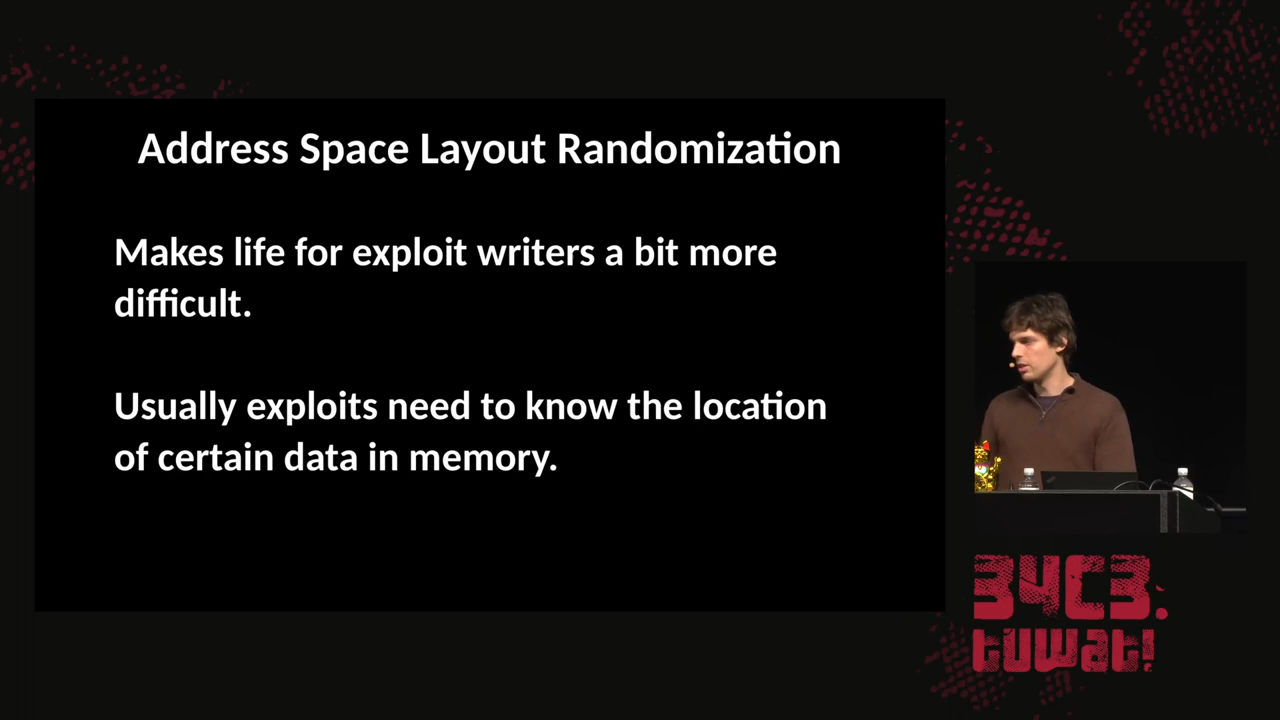 Address Space Layout Randomization
Makes life for exploit writers a bit more
difficult.
Usually exploits need to know the location
of certain data in memory.
34C3.
tuwat!